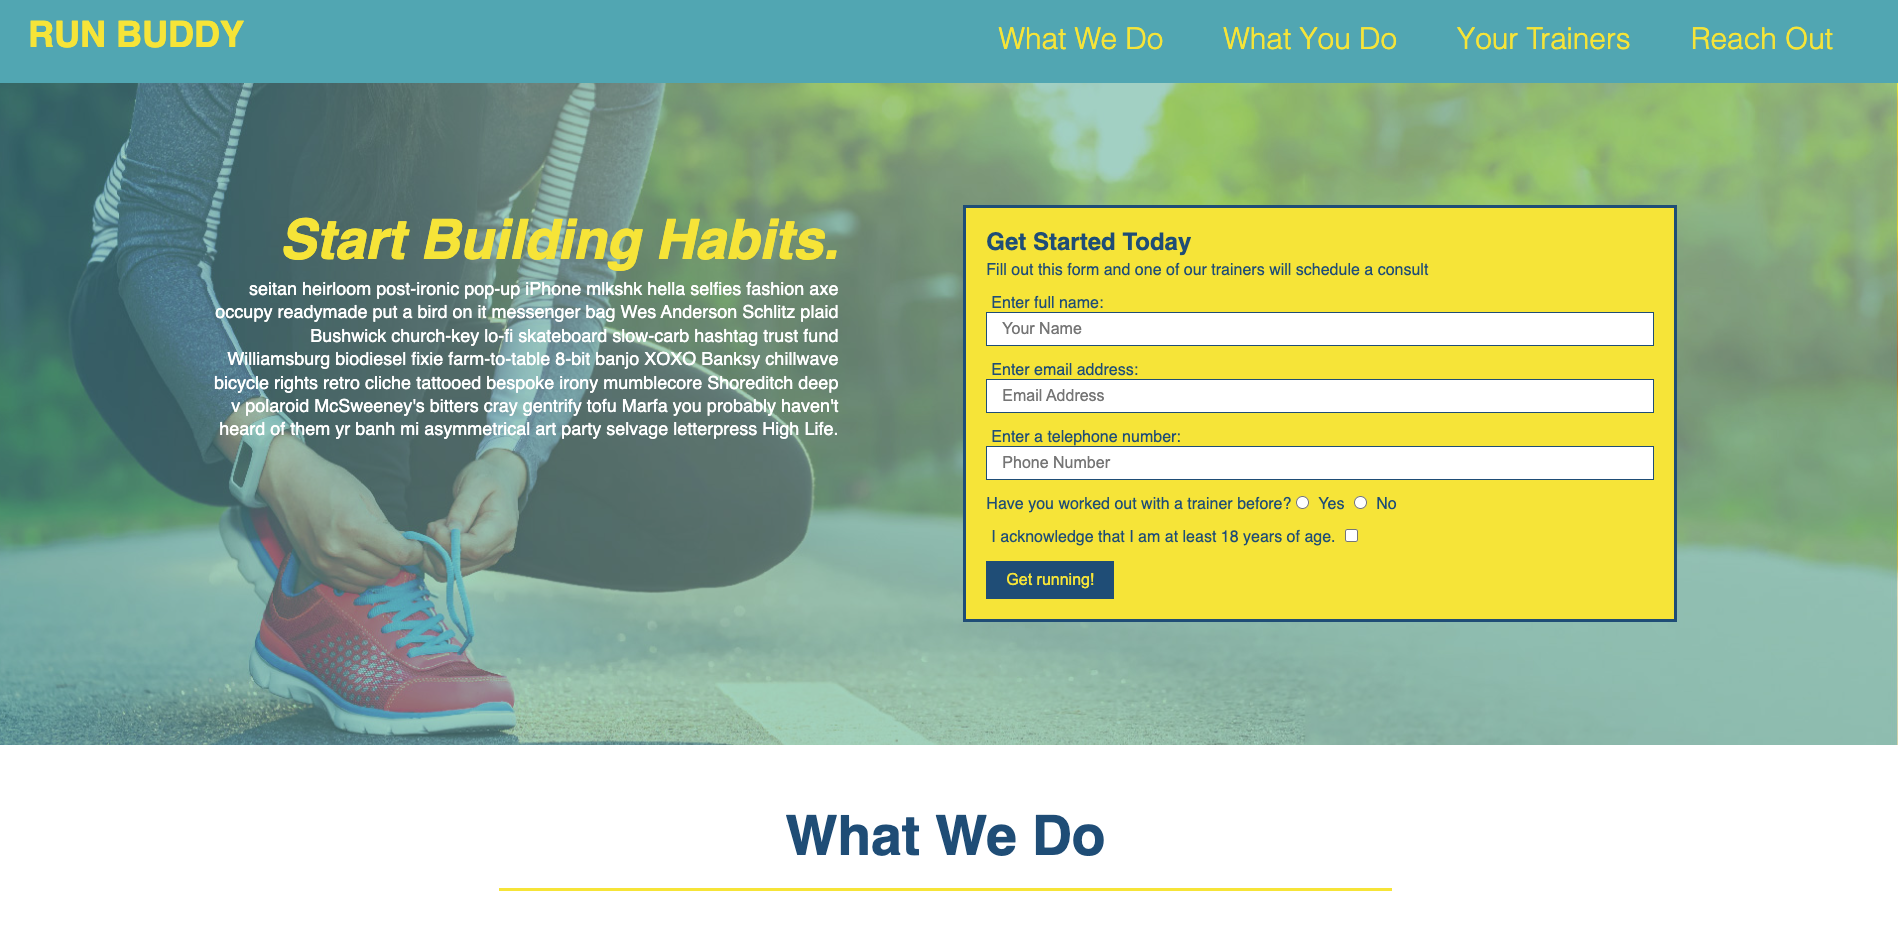 RUN BUDDY
What We Do
What You Do
Your Trainers
Reach Out
Start Building Habits.
seitan heirloom post-ironic pop-up iPhone mlkshk hella selfies fashion axe
occupy readymade put a bird on it messenger bag Wes Anderson Schlitz plaid
Bushwick church-key lo-fi skateboard slow-carb hashtag trust fund
Williamsburg biodiesel fixie farm-to-table 8-bit banjo XOXO Banksy chillwave
bicycle rights retro cliche tattooed bespoke irony mumblecore Shoreditch deep
v polaroid McSweeney's bitters cray gentrify tofu Marfa you probably haven't
heard of them yr banh mi asymmetrical art party selvage letterpress High Life.
Get Started Today
Fill out this form and one of our trainers will schedule a consult
Enter full name:
Your Name
Enter email address:
Email Address
Enter a telephone number:
Phone Number
Have you worked out with a trainer before? Yes No
I acknowledge that I am at least 18 years of age.
Get running!
What We Do